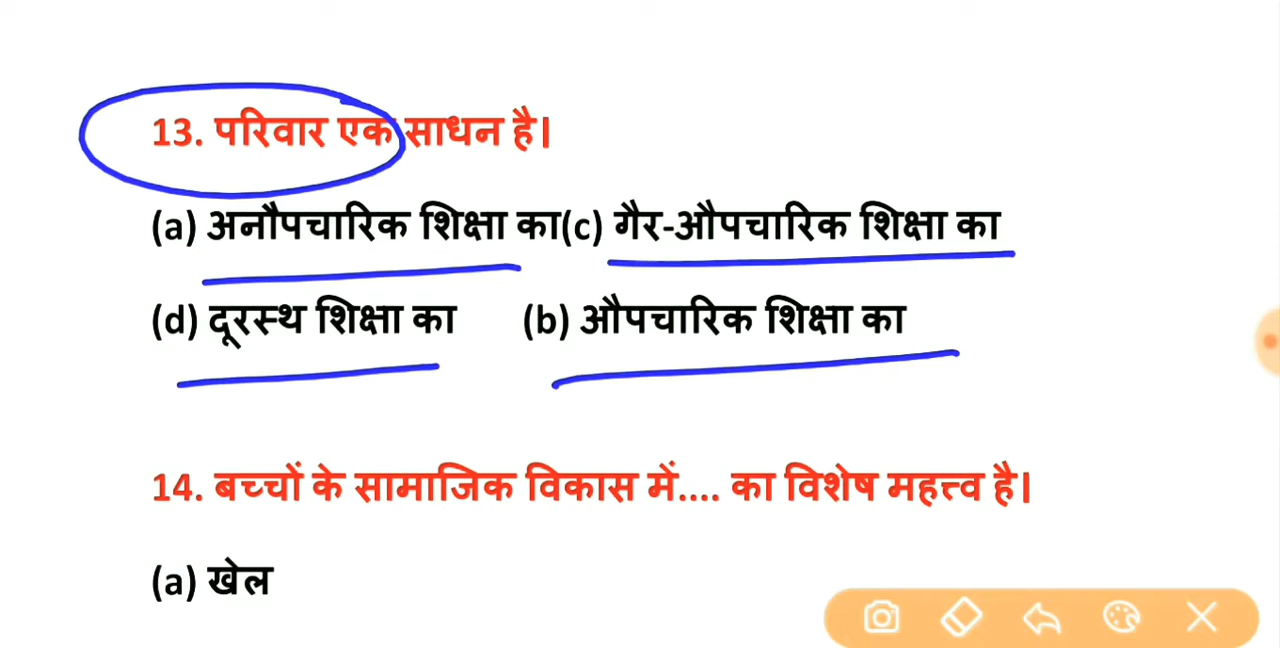 13. परिवार एक साधन है।
(a) अनौपचारिक शिक्षा का(c) गैर-औपचारिक शिक्षा का
(d) दूरस्थ शिक्षा का (b) औपचारिक शिक्षा का
14. बच्चों के सामाजिक विकास में.... का विशेष महत्त्व है।
(a) खेल